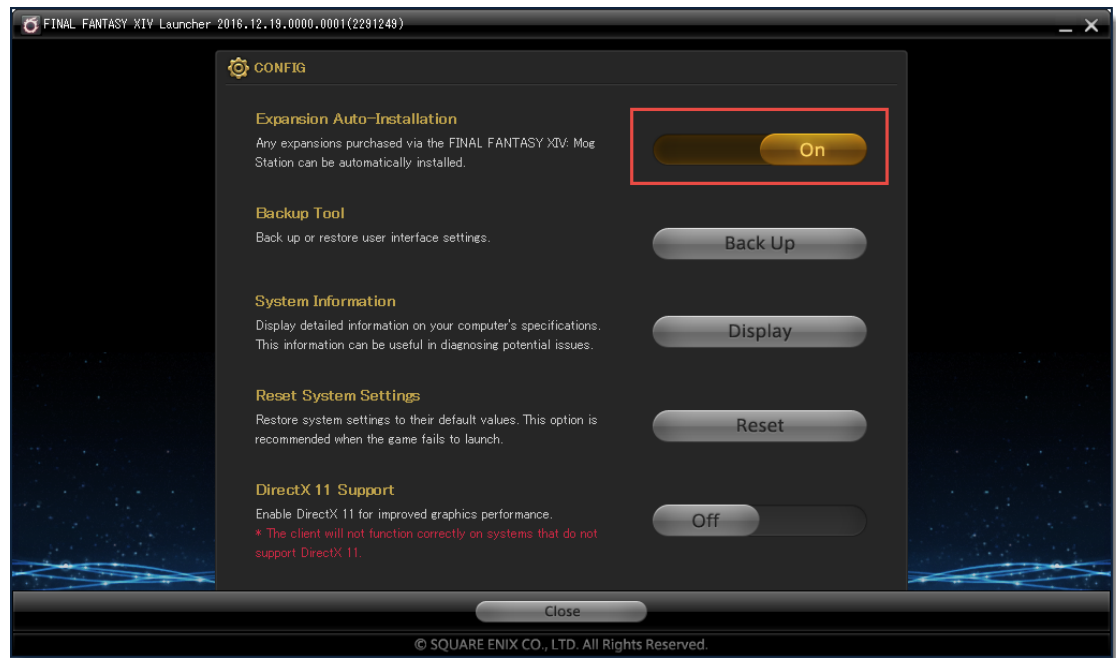 FINAL FANTASY XIV Launcher 2016.12.19.0000.0001(2291249)
CONFIG
Expansion Auto-Installation
Any expansions purchased via the FINAL FANTASY XIV: Mog
Station can be automatically installed.
On
Backup Tool
Back up or restore user interface settings.
Back Up
System Information
Display detailed information on your computer's specifications.
This information can be useful in diagnosing potential issues.
Display
Reset System Settings
Restore system settings to their default values. This option is
recommended when the game fails to launch.
Reset
DirectX 11 Support
Enable DirectX 11 for improved graphics performance.
* The client will not function correctly on systems that do not
support DirectX 11.
Off
Close
© SQUARE ENIX CO., LTD. All Rights Reserved.